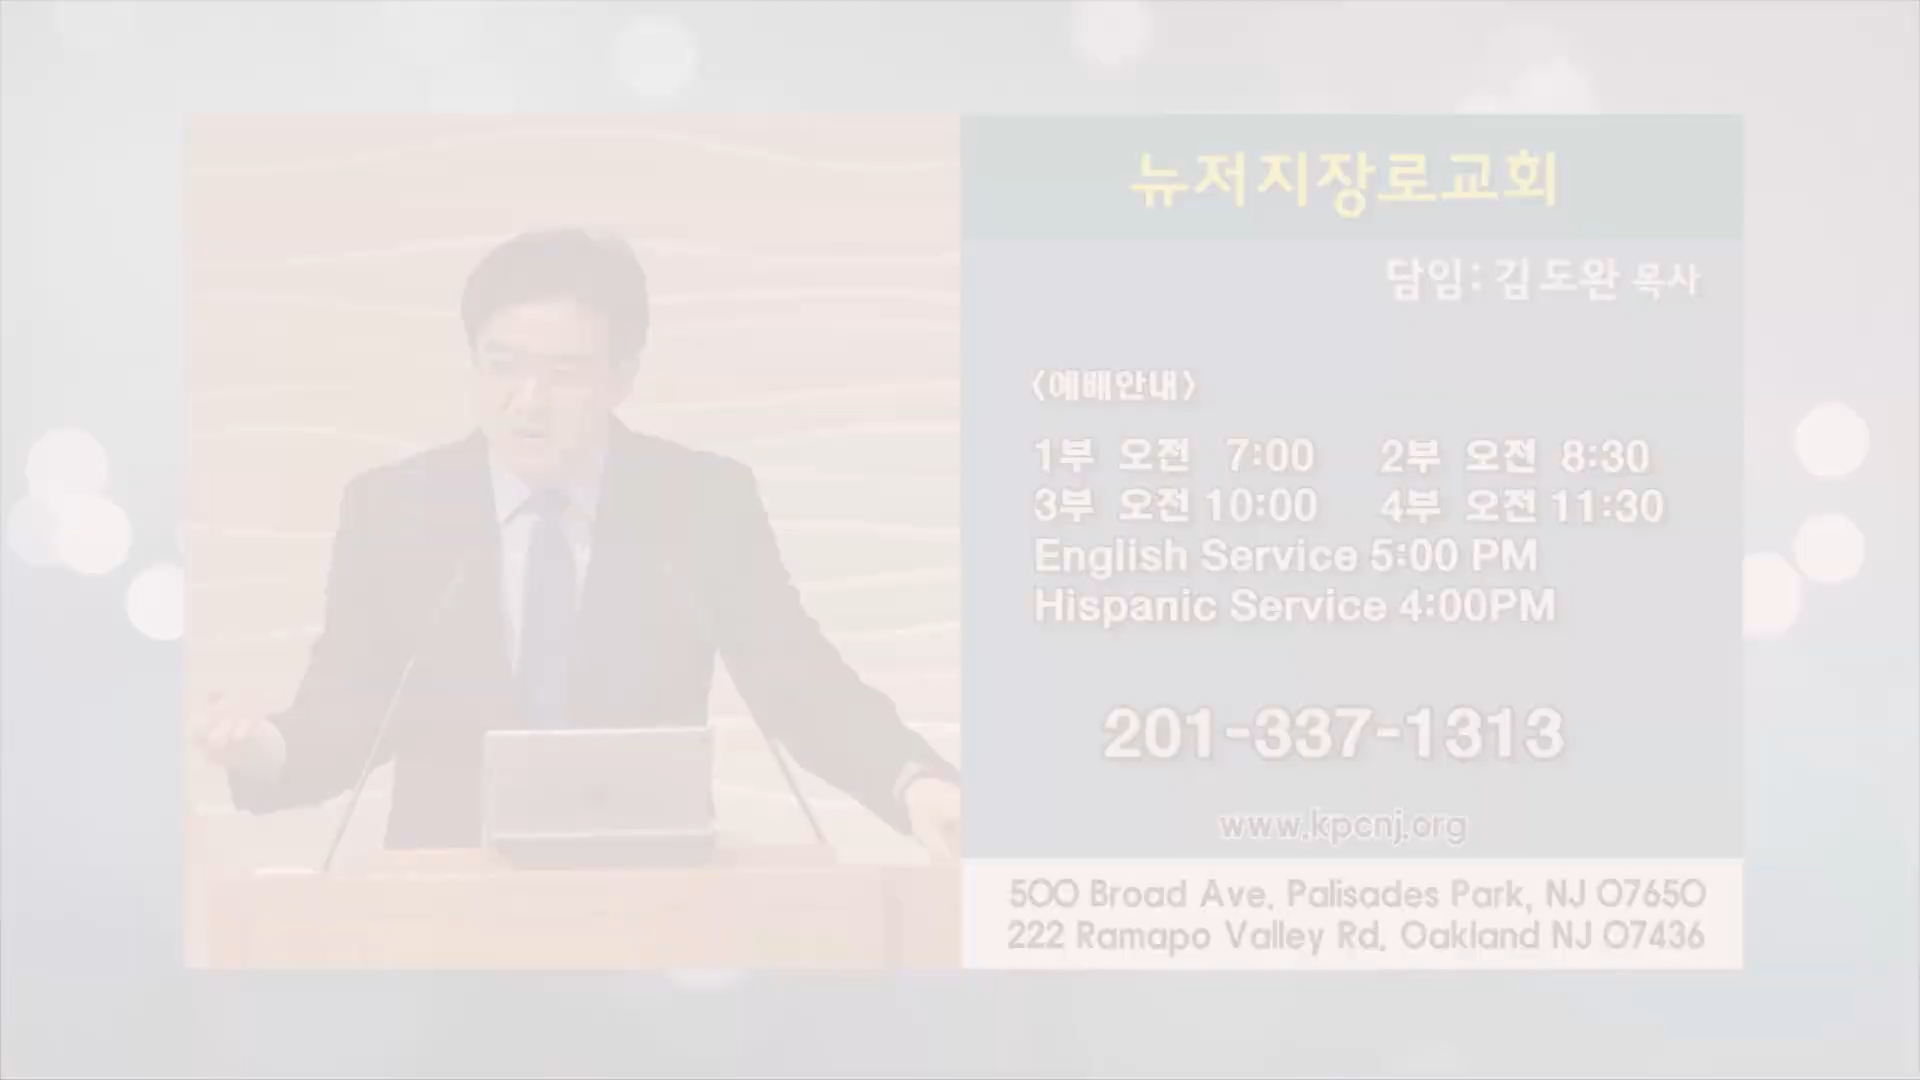 뉴저지장로교회
담임: 김도완 목사
<예배안내>
1부 오전 7:00 2부 오전 8:30
3부 오전 10:00 4부 오전 11:30
English Service 5:00 PM
Hispanic Service 4:00PM
201-337-1313
www.kpcnj.org
500 Broad Ave, Palisades Park, NJ 07650
222 Ramapo Valley Rd, Oakland NJ 07436